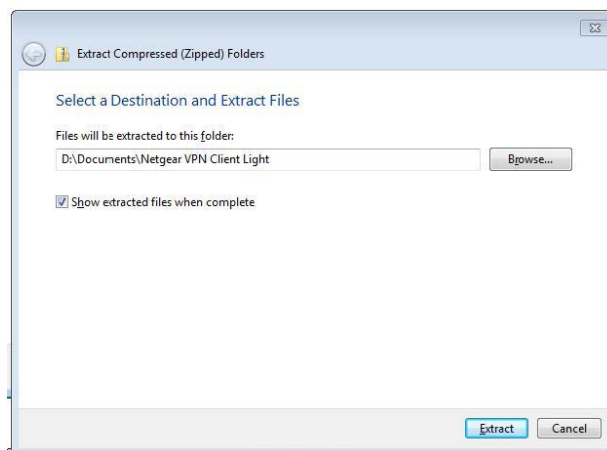 Extract Compressed (Zipped) Folders
Select a Destination and Extract Files
Files will be extracted to this folder:
D:\Documents\Netgear VPN Client Light
Browse...
Show extracted files when complete
Extract
Cancel